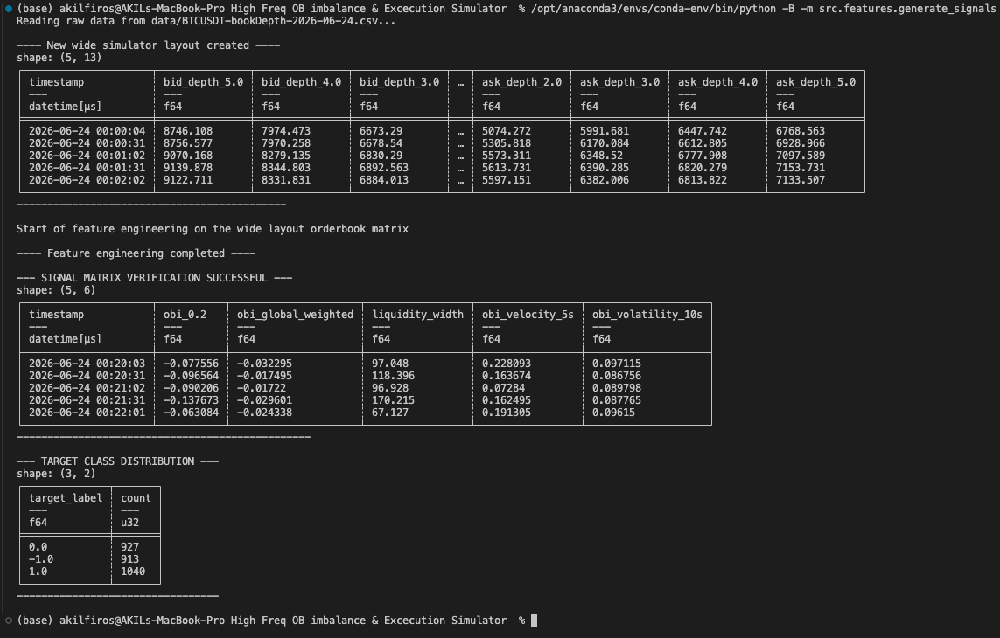 (base) akilfiros@AKILs-MacBook-Pro High Freq OB imbalance & Excecution Simulator % /opt/anaconda3/envs/conda-env/bin/python -B -m src.features.generate_signals
Reading raw data from data/BTCUSDT-bookDepth-2026-06-24.csv...
---- New wide simulator layout created ----
shape: (5, 13)
timestamp bid_depth_5.0 bid_depth_4.0 bid_depth_3.0 … ask_depth_2.0 ask_depth_3.0 ask_depth_4.0 ask_depth_5.0
--- --- --- --- --- --- --- ---
datetime[μs] f64 f64 f64 f64 f64 f64 f64
2026-06-24 00:00:04 8746.108 7974.473 6673.29 … 5074.272 5991.681 6447.742 6768.563
2026-06-24 00:00:31 8756.577 7970.258 6678.54 … 5305.818 6170.084 6612.805 6928.966
2026-06-24 00:01:02 9070.168 8279.135 6830.29 … 5573.311 6348.52 6777.908 7097.589
2026-06-24 00:01:31 9139.878 8344.803 6892.563 … 5613.731 6390.285 6820.279 7153.731
2026-06-24 00:02:02 9122.711 8331.831 6884.013 … 5597.151 6382.006 6813.822 7133.507
--------------------------------------------
Start of feature engineering on the wide layout orderbook matrix
---- Feature engineering completed ----
--- SIGNAL MATRIX VERIFICATION SUCCESSFUL ---
shape: (5, 6)
timestamp obi_0.2 obi_global_weighted liquidity_width obi_velocity_5s obi_volatility_10s
--- --- --- --- --- ---
datetime[μs] f64 f64 f64 f64 f64
2026-06-24 00:20:03 -0.077556 -0.032295 97.048 0.228093 0.097115
2026-06-24 00:20:31 -0.096564 -0.017495 118.396 0.163674 0.086756
2026-06-24 00:21:02 -0.090206 -0.01722 96.928 0.07284 0.089798
2026-06-24 00:21:31 -0.137673 -0.029601 170.215 0.162495 0.087765
2026-06-24 00:22:01 -0.063084 -0.024338 67.127 0.191305 0.09615
------------------------------------------------
--- TARGET CLASS DISTRIBUTION ---
shape: (3, 2)
target_label count
--- ---
f64 u32
0.0 927
-1.0 913
1.0 1040
---------------------------------
(base) akilfiros@AKILs-MacBook-Pro High Freq OB imbalance & Excecution Simulator %